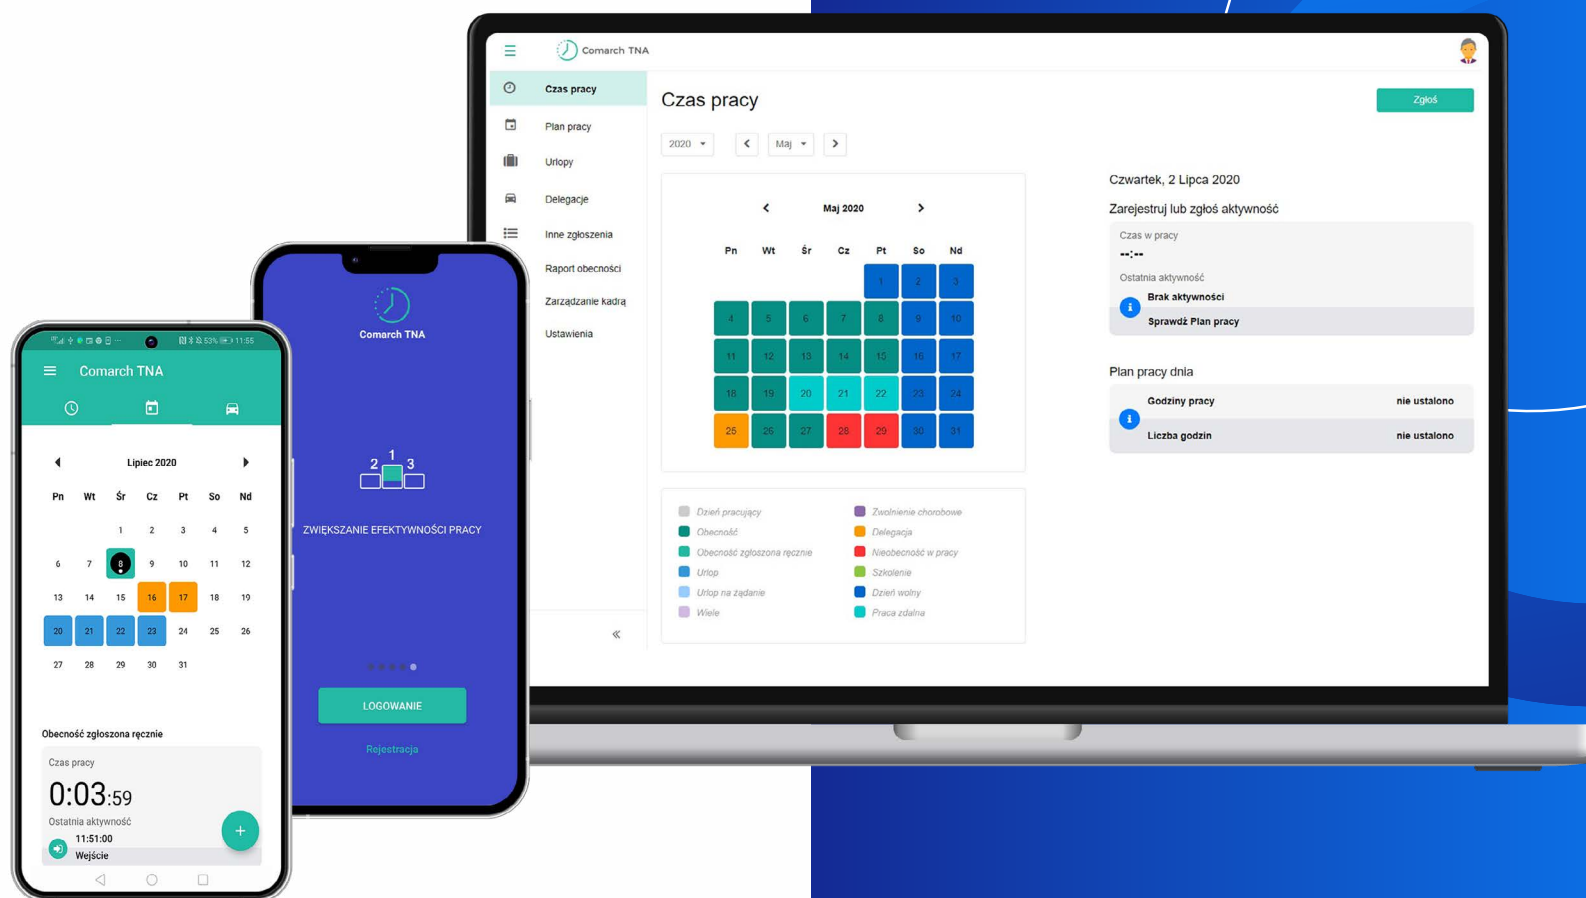 Comarch TNA
Czas pracy
Plan pracy
Urlopy
Delegacje
Inne zgłoszenia
Raport obecności
Zarządzanie kadrą
Ustawienia
«
Czas pracy
Zgłoś
2020
Maj
Maj 2020
Pn Wt Śr Cz Pt So Nd
1 2 3
4 5 6 7 8 9 10
11 12 13 14 15 16 17
18 19 20 21 22 23 24
25 26 27 28 29 30 31
Dzień pracujący
Obecność
Obecność zgłoszona ręcznie
Urlop
Urlop na żądanie
Wiele
Zwolnienie chorobowe
Delegacja
Nieobecność w pracy
Szkolenie
Dzień wolny
Praca zdalna
Czwartek, 2 Lipca 2020
Zarejestruj lub zgłoś aktywność
Czas w pracy
--:--
Ostatnia aktywność
Brak aktywności
Sprawdź Plan pracy
Plan pracy dnia
Godziny pracy nie ustalono
Liczba godzin nie ustalono
Comarch TNA
2 1 3
ZWIĘKSZANIE EFEKTYWNOŚCI PRACY
LOGOWANIE
Rejestracja
53% 11:55
Comarch TNA
Lipiec 2020
Pn Wt Śr Cz Pt So Nd
1 2 3 4 5
6 7 8 9 10 11 12
13 14 15 16 17 18 19
20 21 22 23 24 25 26
27 28 29 30 31
Obecność zgłoszona ręcznie
Czas pracy
0:03:59
Ostatnia aktywność
11:51:00
Wejście
+